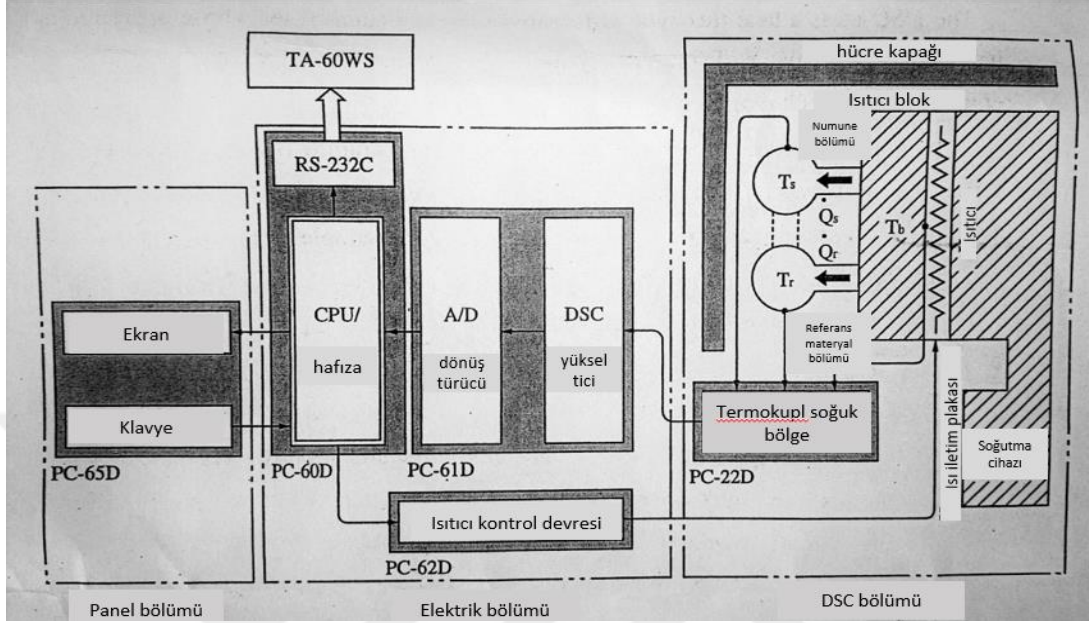 TA-60WS
RS-232C
CPU/
hafıza
A/D
dönüş
türücü
DSC
yüksel
tici
Ekran
Klavye
PC-65D
PC-60D
PC-61D
Isıtıcı kontrol devresi
PC-62D
Panel bölümü
Elektrik bölümü
hücre kapağı
Isıtıcı blok
Numune
bölümü
Ts
Qs
Qr
Tr
Tb
Isıtıcı
Referans
materyal
bölümü
Termokupl soğuk
bölge
PC-22D
Isı iletim plakası
Soğutma
cihazı
DSC bölümü